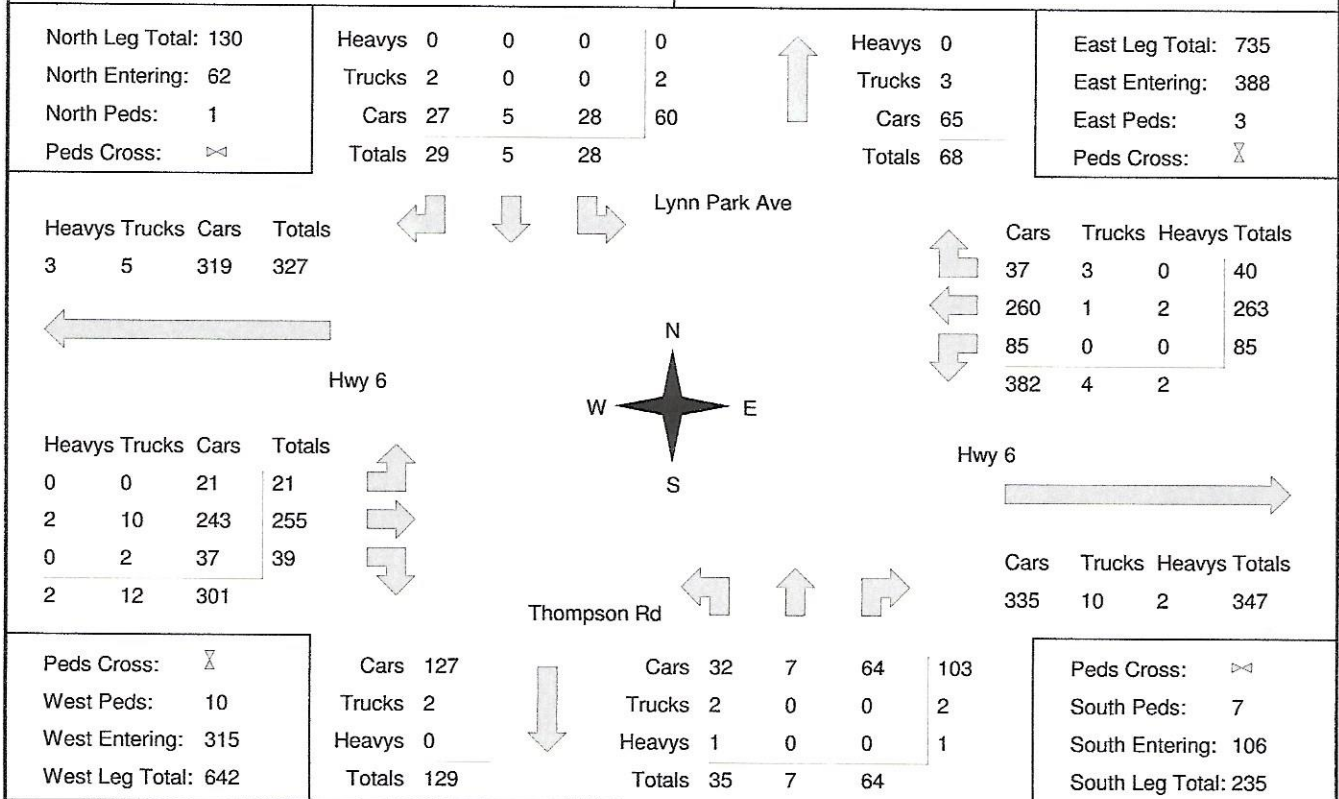 North Leg Total: 130
North Entering: 62
North Peds: 1
Peds Cross:
Heavys 0 0 0 0
Trucks 2 0 0 2
Cars 27 5 28 60
Totals 29 5 28
Heavys 0
Trucks 3
Cars 65
Totals 68
East Leg Total: 735
East Entering: 388
East Peds: 3
Peds Cross:
Lynn Park Ave
Heavys Trucks Cars Totals
3 5 319 327
Hwy 6
Cars Trucks Heavys Totals
37 3 0 40
260 1 2 263
85 0 0 85
382 4 2
N
W E
S
Heavys Trucks Cars Totals
0 0 21 21
2 10 243 255
0 2 37 39
2 12 301
Hwy 6
Cars Trucks Heavys Totals
335 10 2 347
Thompson Rd
Peds Cross:
West Peds: 10
West Entering: 315
West Leg Total: 642
Cars 127
Trucks 2
Heavys 0
Totals 129
Cars 32 7 64 103
Trucks 2 0 0 2
Heavys 1 0 0 1
Totals 35 7 64
Peds Cross:
South Peds: 7
South Entering: 106
South Leg Total: 235